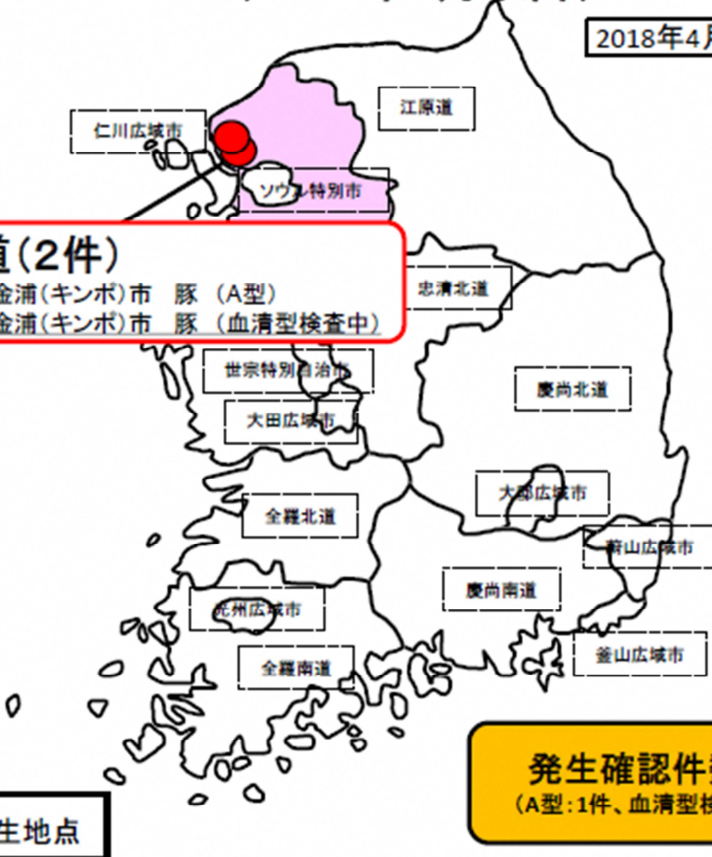 2018年4月
江原道
仁川広域市
ソウル特別市
道(2件)
金浦(キンポ)市 豚 (A型)
金浦(キンポ)市 豚 (血清型検査中)
忠清北道
世宗特別自治市
慶尚北道
大田広域市
大邸広域市
全羅北道
蔚山広域市
慶尚南道
光州広域市
釜山広域市
全羅南道
発生確認件数
(A型:1件、血清型検
生地点